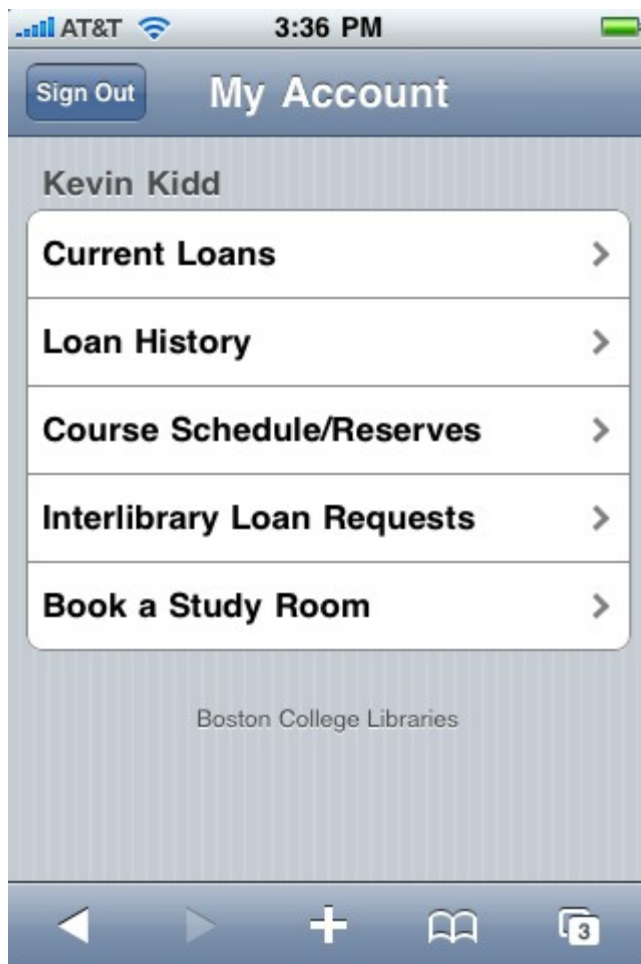 AT&T 3:36 PM
Sign Out My Account
Kevin Kidd
Current Loans
Loan History
Course Schedule/Reserves
Interlibrary Loan Requests
Book a Study Room
Boston College Libraries
3